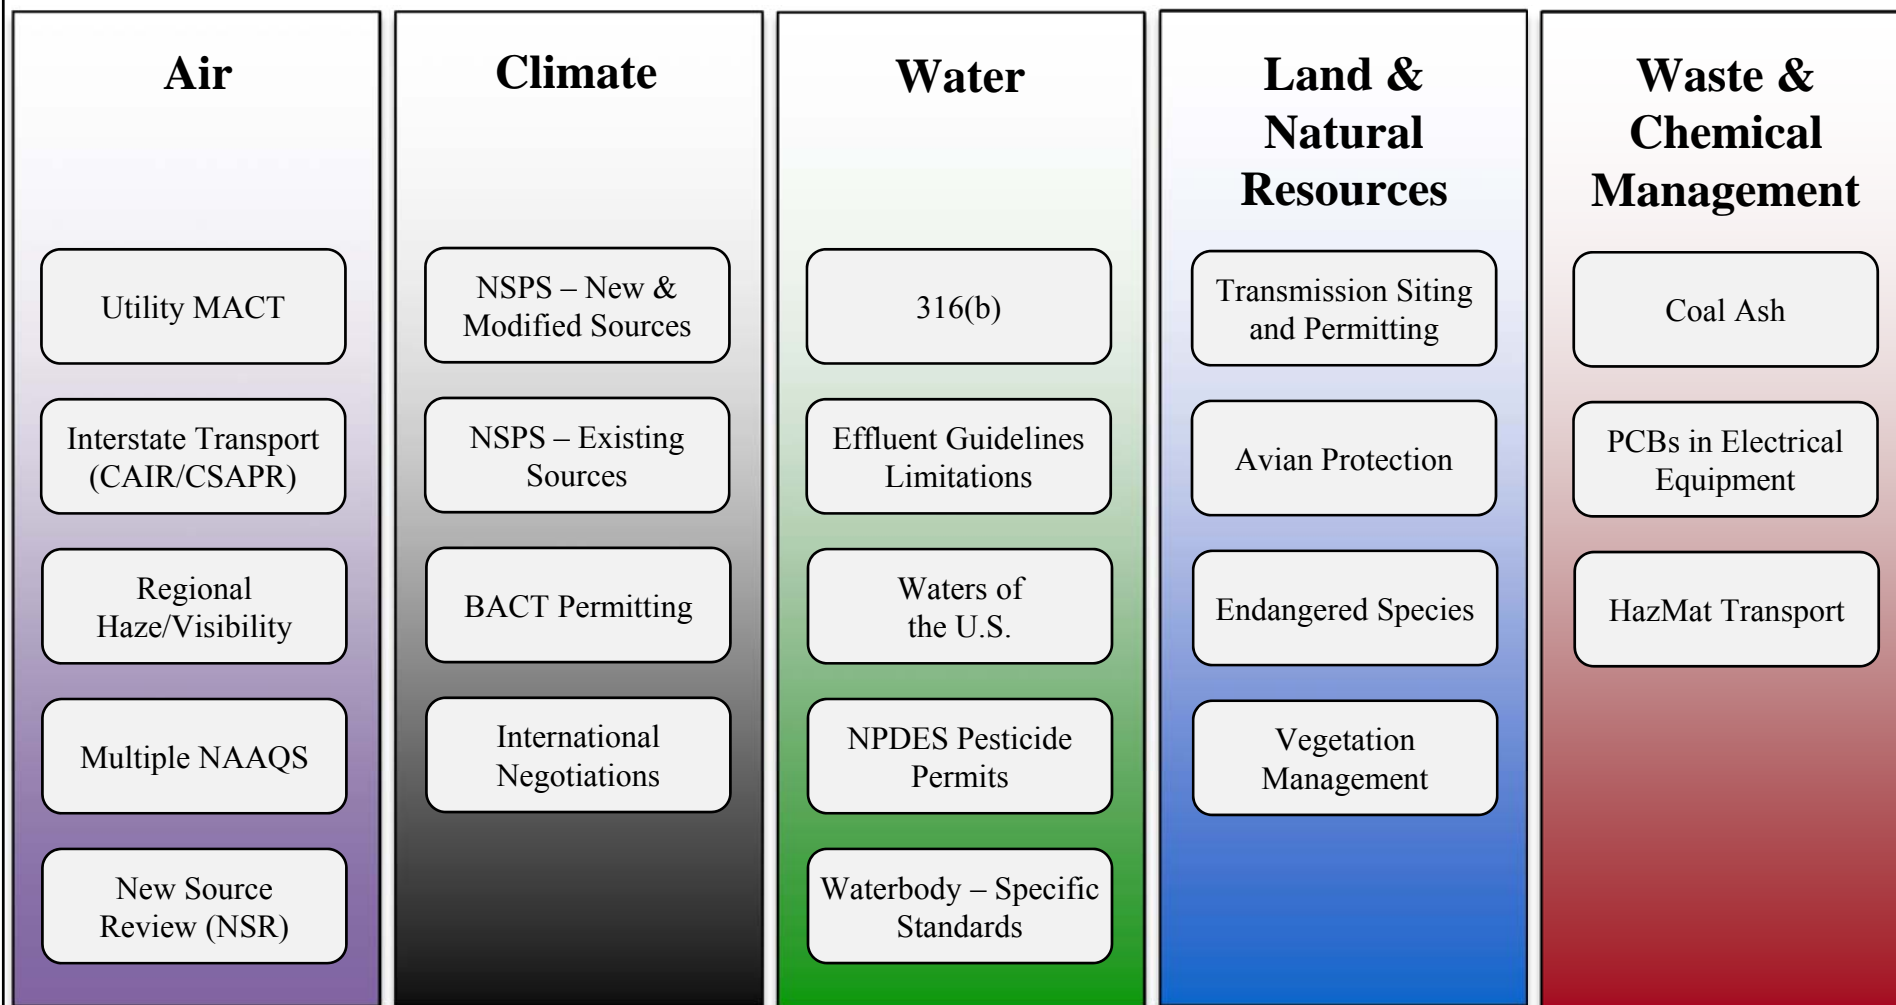 Air
Utility MACT
Interstate Transport
(CAIR/CSAPR)
Regional
Haze/Visibility
Multiple NAAQS
New Source
Review (NSR)
Climate
NSPS – New &
Modified Sources
NSPS – Existing
Sources
BACT Permitting
International
Negotiations
Water
316(b)
Effluent Guidelines
Limitations
Waters of
the U.S.
NPDES Pesticide
Permits
Waterbody – Specific
Standards
Land &
Natural
Resources
Transmission Siting
and Permitting
Avian Protection
Endangered Species
Vegetation
Management
Waste &
Chemical
Management
Coal Ash
PCBs in Electrical
Equipment
HazMat Transport